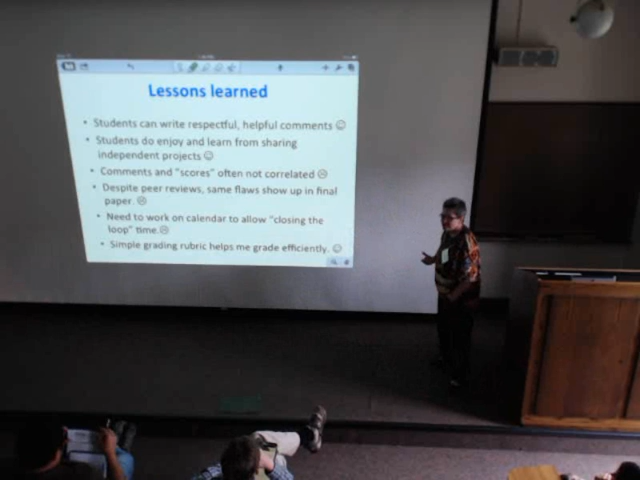 Lessons learned
• Students can write respectful, helpful comments ☺
• Students do enjoy and learn from sharing
independent projects ☺
• Comments and "scores" often not correlated ☹
• Despite peer reviews, same flaws show up in final
paper. ☹
• Need to work on calendar to allow "closing the
loop" time.☹
• Simple grading rubric helps me grade efficiently. ☺